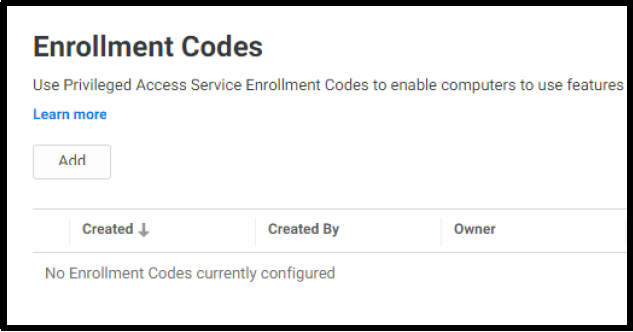 Enrollment Codes
Use Privileged Access Service Enrollment Codes to enable computers to use features
Learn more
Add
Created Created By Owner
No Enrollment Codes currently configured